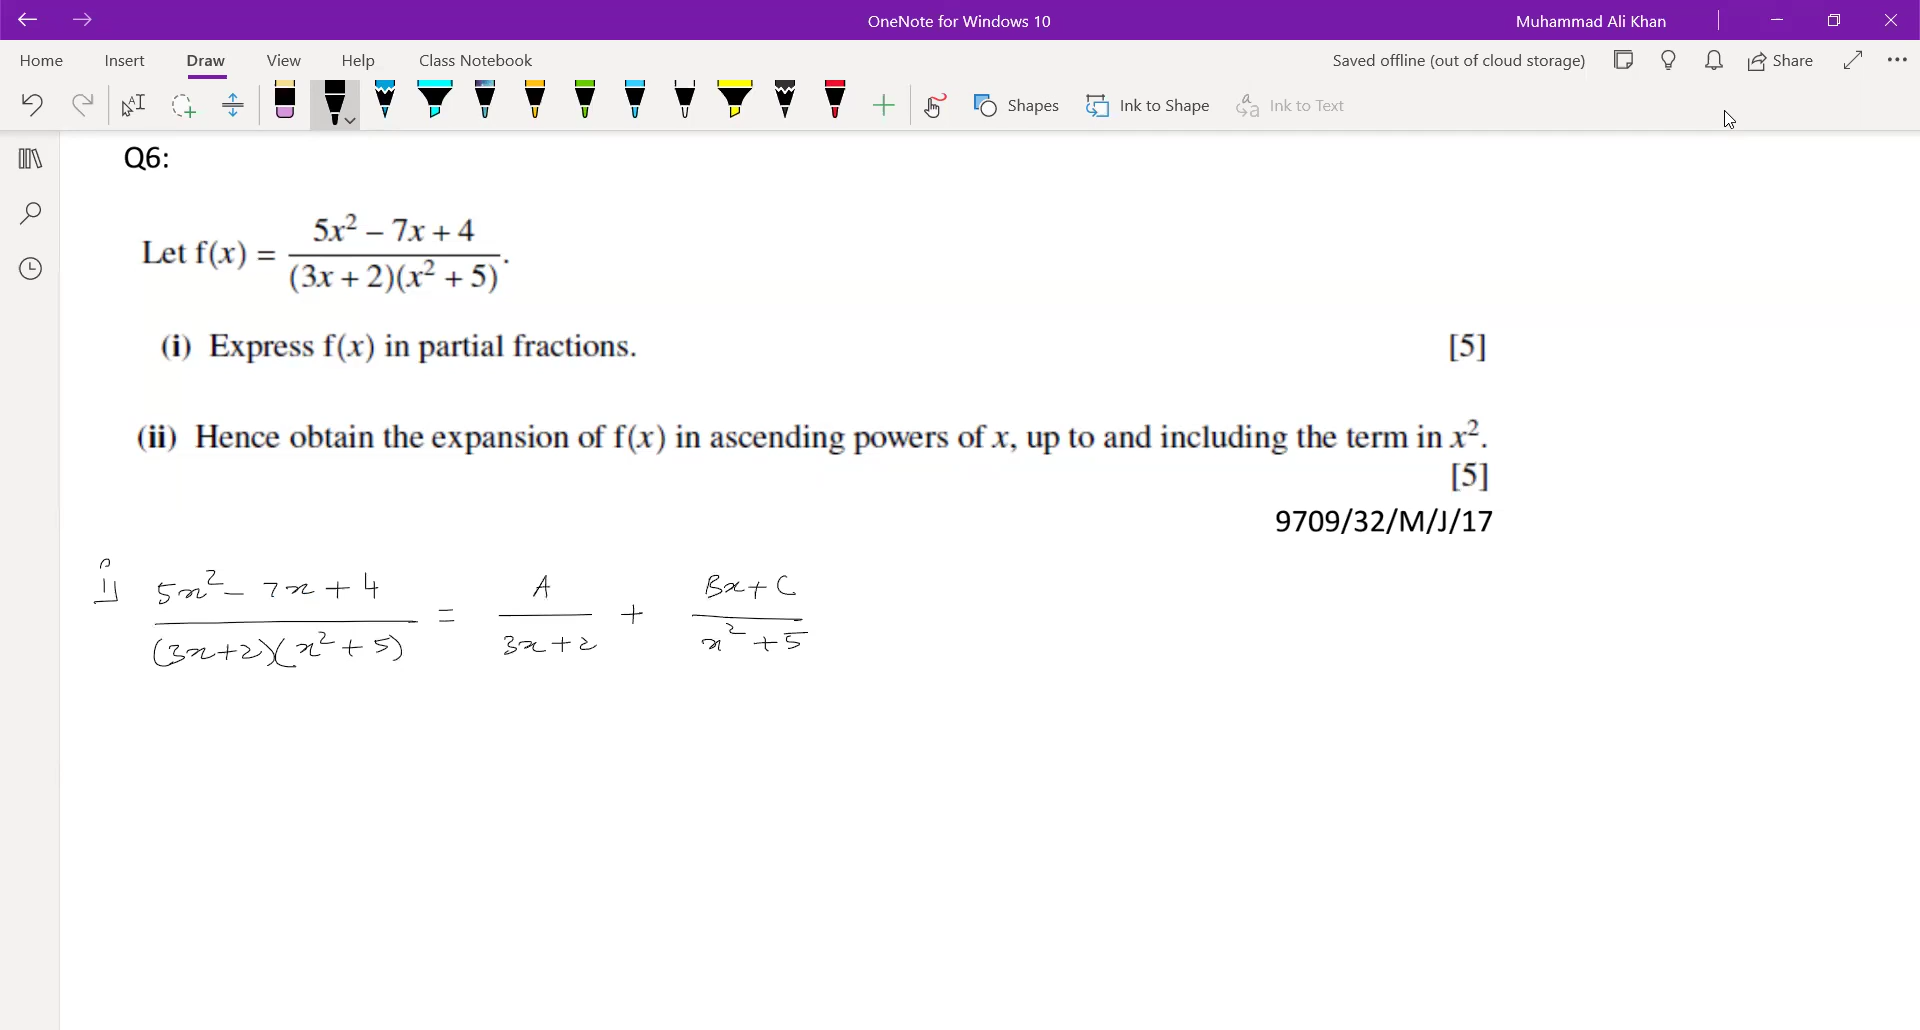 OneNote for Windows 10
Muhammad Ali Khan
Home Insert Draw View Help Class Notebook
Saved offline (out of cloud storage)
Share
Shapes
Ink to Shape
Ink to Text
Q6:
Let f(x) = (5x² − 7x + 4)/((3x + 2)(x² + 5)).
(i) Express f(x) in partial fractions. [5]
(ii) Hence obtain the expansion of f(x) in ascending powers of x, up to and including the term in x².
[5]
9709/32/M/J/17
i) (5x² − 7x + 4)/((3x+2)(x²+5)) = A/(3x+2) + (Bx+C)/(x²+5)